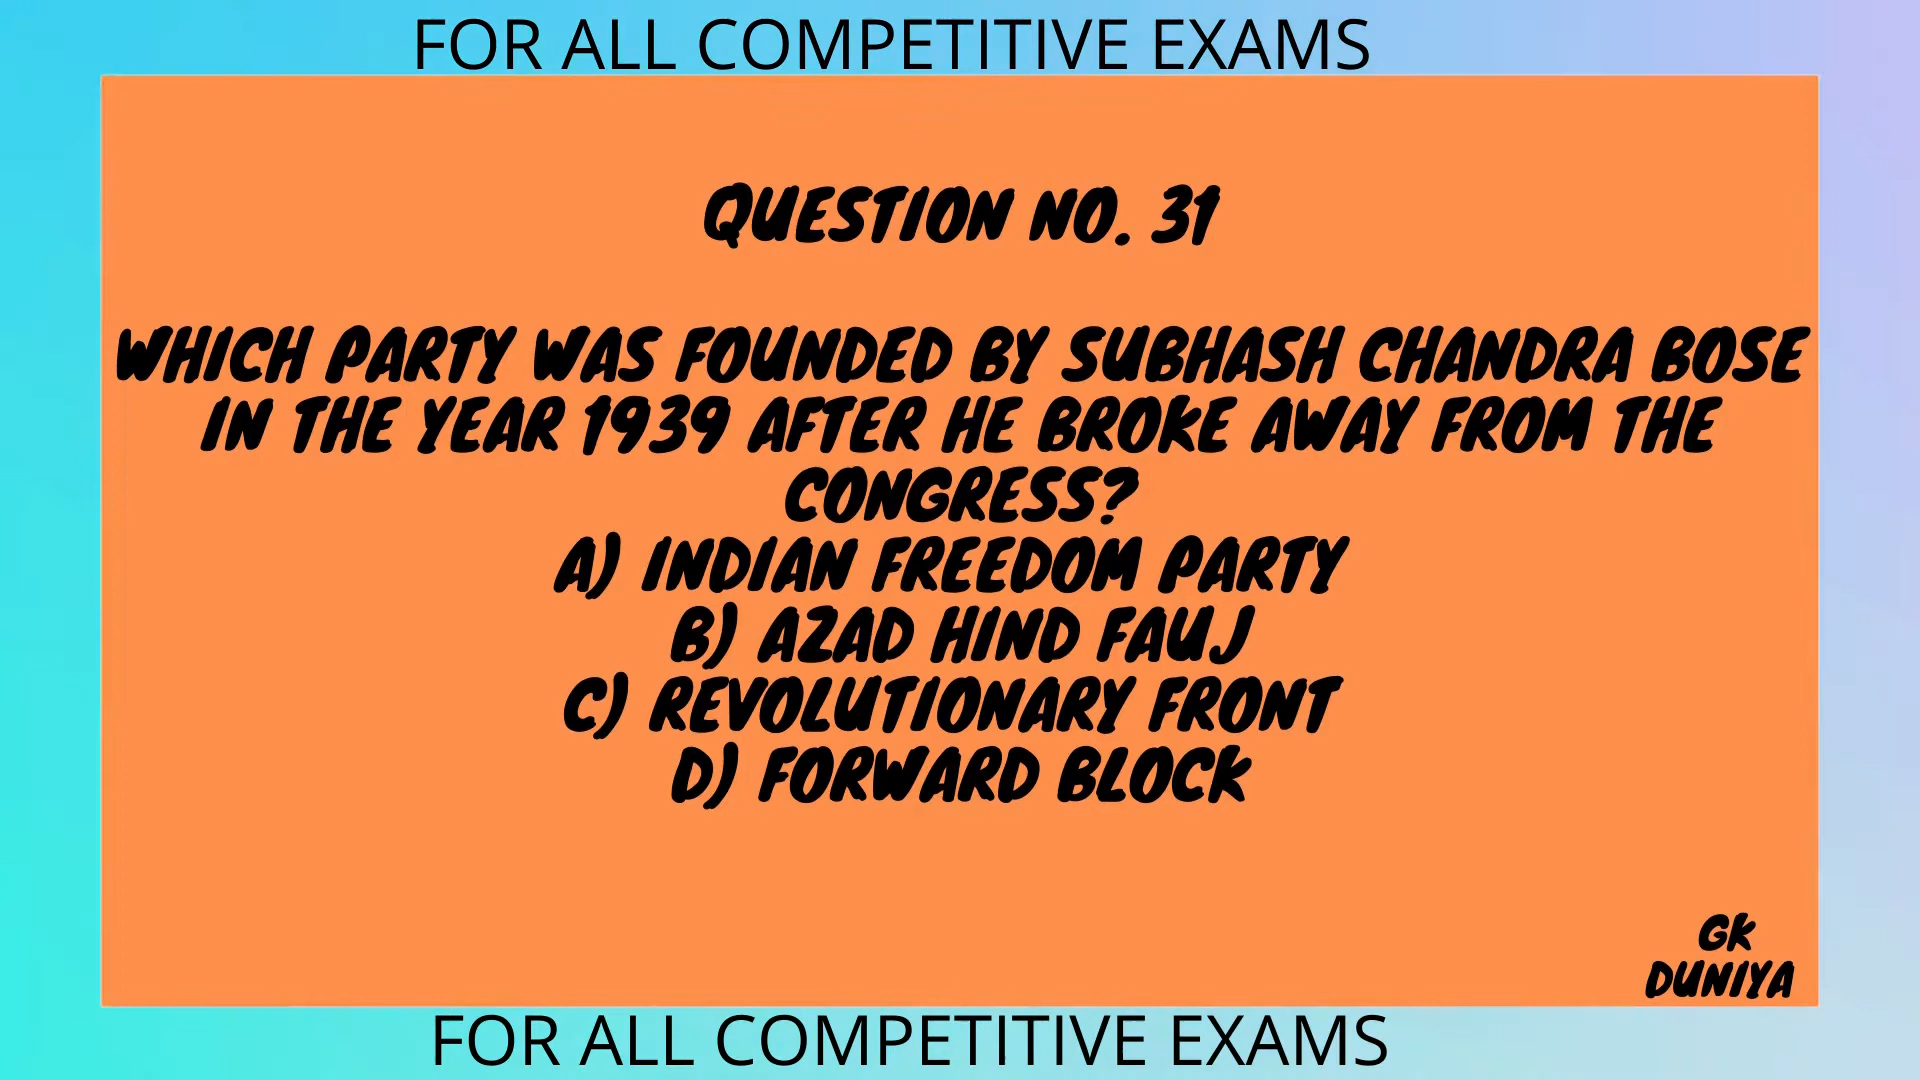 FOR ALL COMPETITIVE EXAMS
QUESTION NO. 31
WHICH PARTY WAS FOUNDED BY SUBHASH CHANDRA BOSE
IN THE YEAR 1939 AFTER HE BROKE AWAY FROM THE
CONGRESS?
A) INDIAN FREEDOM PARTY
B) AZAD HIND FAUJ
C) REVOLUTIONARY FRONT
D) FORWARD BLOCK
GK
DUNIYA
FOR ALL COMPETITIVE EXAMS